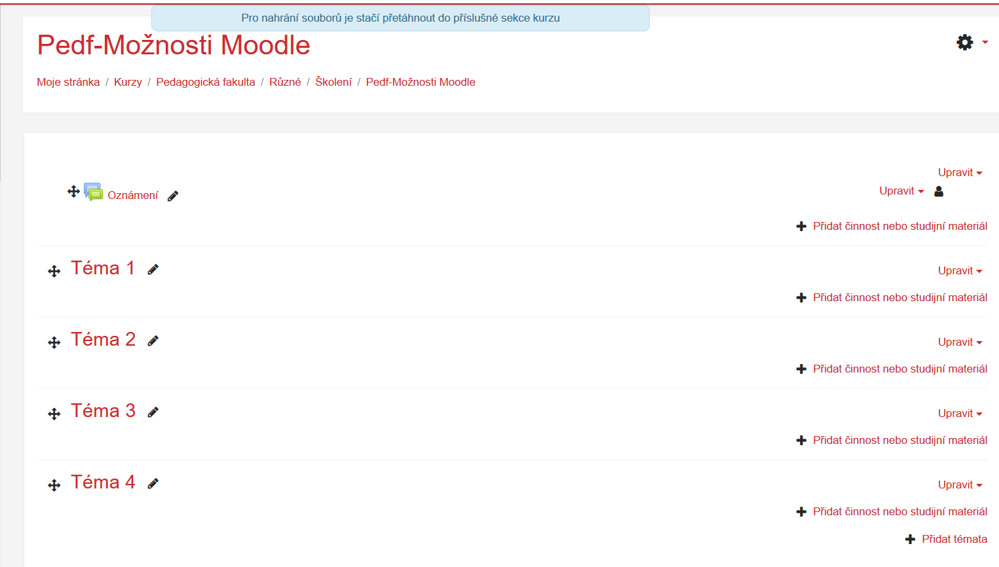 Pro nahrání souborů je stačí přetáhnout do příslušné sekce kurzu
Pedf-Možnosti Moodle
Moje stránka / Kurzy / Pedagogická fakulta / Různé / Školení / Pedf-Možnosti Moodle
Upravit
Oznámení
Upravit
Přidat činnost nebo studijní materiál
Téma 1
Upravit
Přidat činnost nebo studijní materiál
Téma 2
Upravit
Přidat činnost nebo studijní materiál
Téma 3
Upravit
Přidat činnost nebo studijní materiál
Téma 4
Upravit
Přidat činnost nebo studijní materiál
Přidat témata